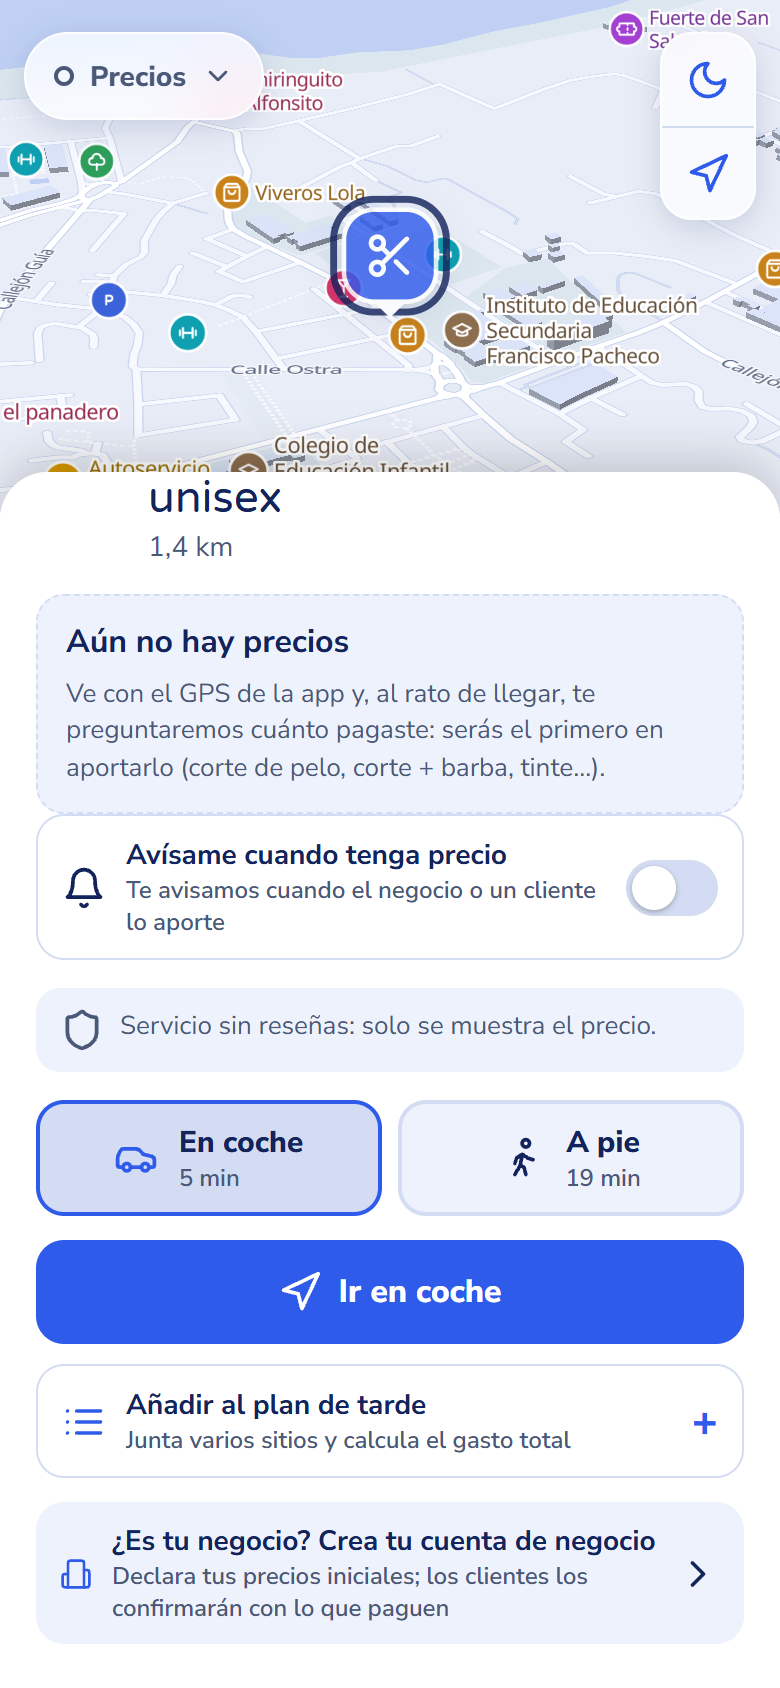 Fuerte de San
Precios
Alfonsito
Viveros Lola
Callejón Guía
P
Instituto de Educación
Secundaria
Francisco Pacheco
Calle Ostra
el panadero
Colegio de
Autoservicio
Educación Infantil
unisex
1,4 km
Aún no hay precios
Ve con el GPS de la app y, al rato de llegar, te
preguntaremos cuánto pagaste: serás el primero en
aportarlo (corte de pelo, corte + barba, tinte...).
Avísame cuando tenga precio
Te avisamos cuando el negocio o un cliente
lo aporte
Servicio sin reseñas: solo se muestra el precio.
En coche
5 min
A pie
19 min
Ir en coche
Añadir al plan de tarde
Junta varios sitios y calcula el gasto total
+
¿Es tu negocio? Crea tu cuenta de negocio
Declara tus precios iniciales; los clientes los
confirmarán con lo que paguen